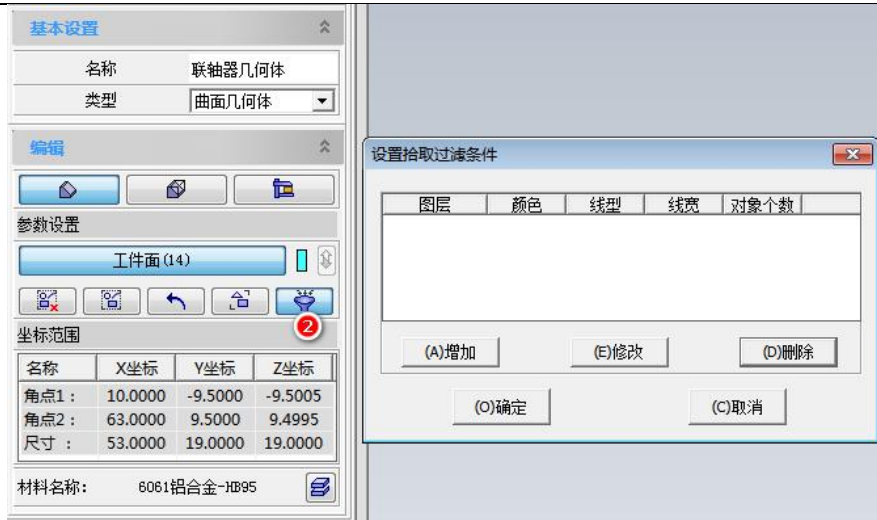 基本设置
名称 联轴器几何体
类型 曲面几何体
编辑
参数设置
工件面(14)
2
坐标范围
名称 X坐标 Y坐标 Z坐标
角点1： 10.0000 -9.5000 -9.5005
角点2： 63.0000 9.5000 9.4995
尺寸 ： 53.0000 19.0000 19.0000
材料名称： 6061铝合金-HB95
设置拾取过滤条件
图层 颜色 线型 线宽 对象个数
(A)增加 (E)修改 (D)删除
(O)确定 (C)取消